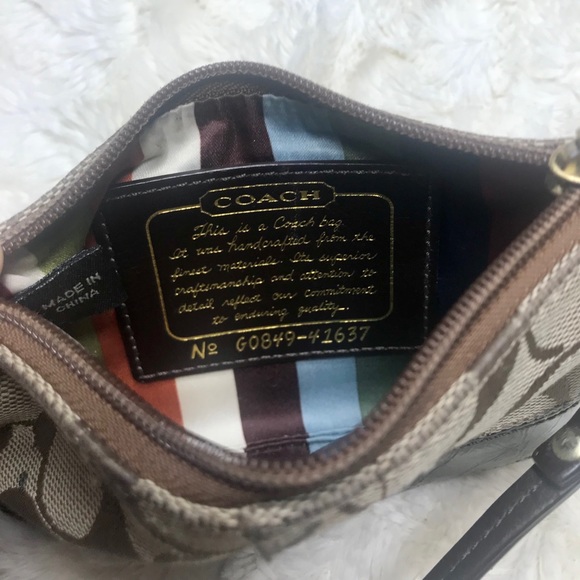 COACH
This is a Coach bag.
It was handcrafted from the
finest materials. Its superior
craftsmanship and attention to
detail reflect our commitment
to enduring quality.
No G0849-41637
MADE IN
CHINA